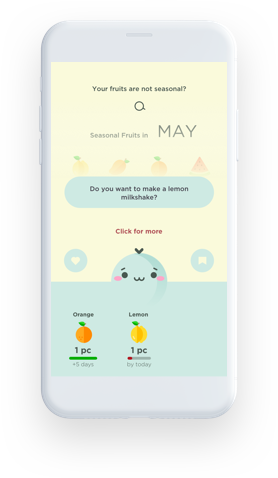 Your fruits are not seasonal?
Seasonal Fruits in MAY
Do you want to make a lemon
milkshake?
Click for more
Orange Lemon
1 pc 1 pc
+5 days by today